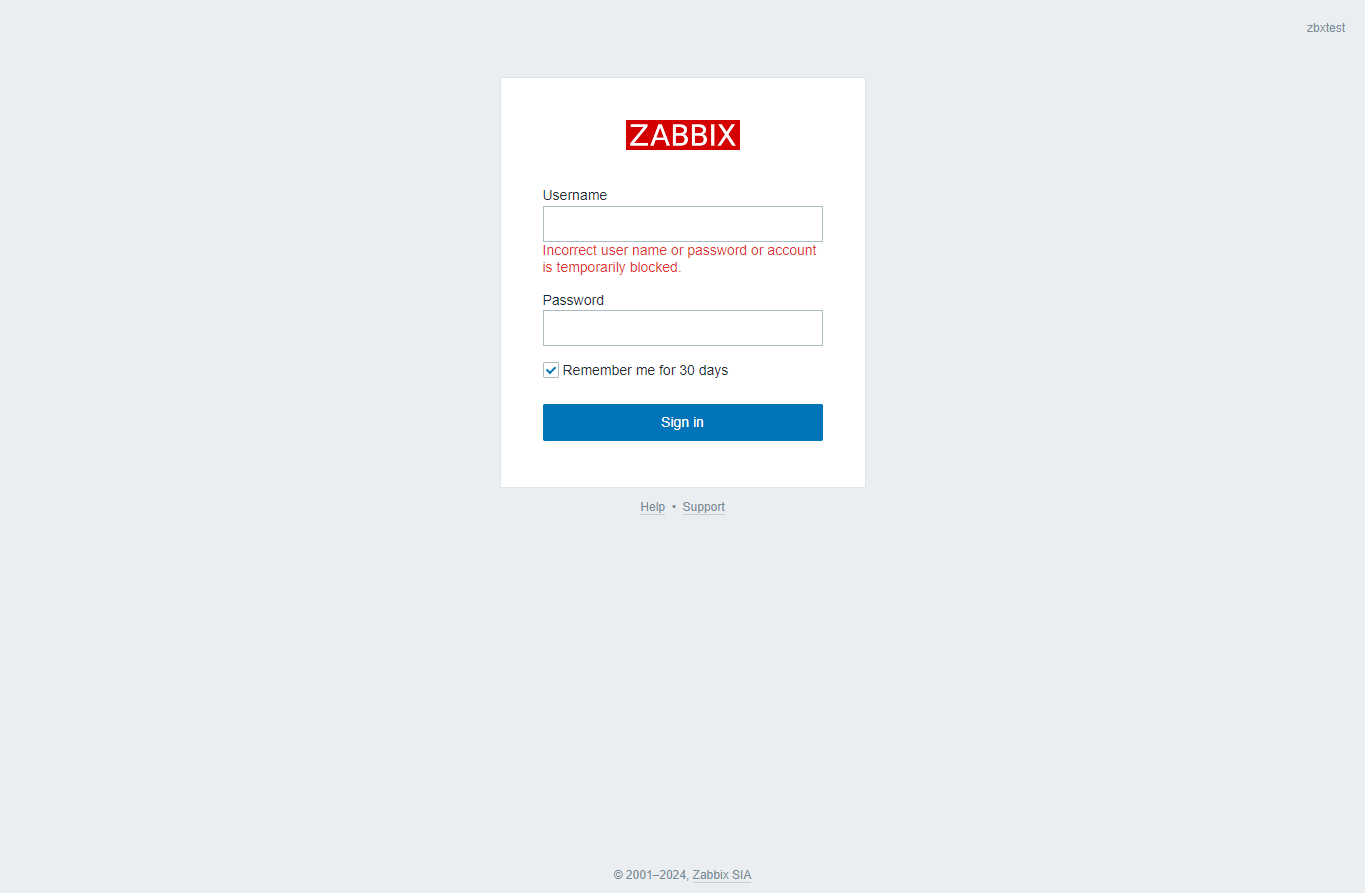 zbxtest
ZABBIX
Username
Incorrect user name or password or account
is temporarily blocked.
Password
Remember me for 30 days
Sign in
Help • Support
© 2001–2024, Zabbix SIA